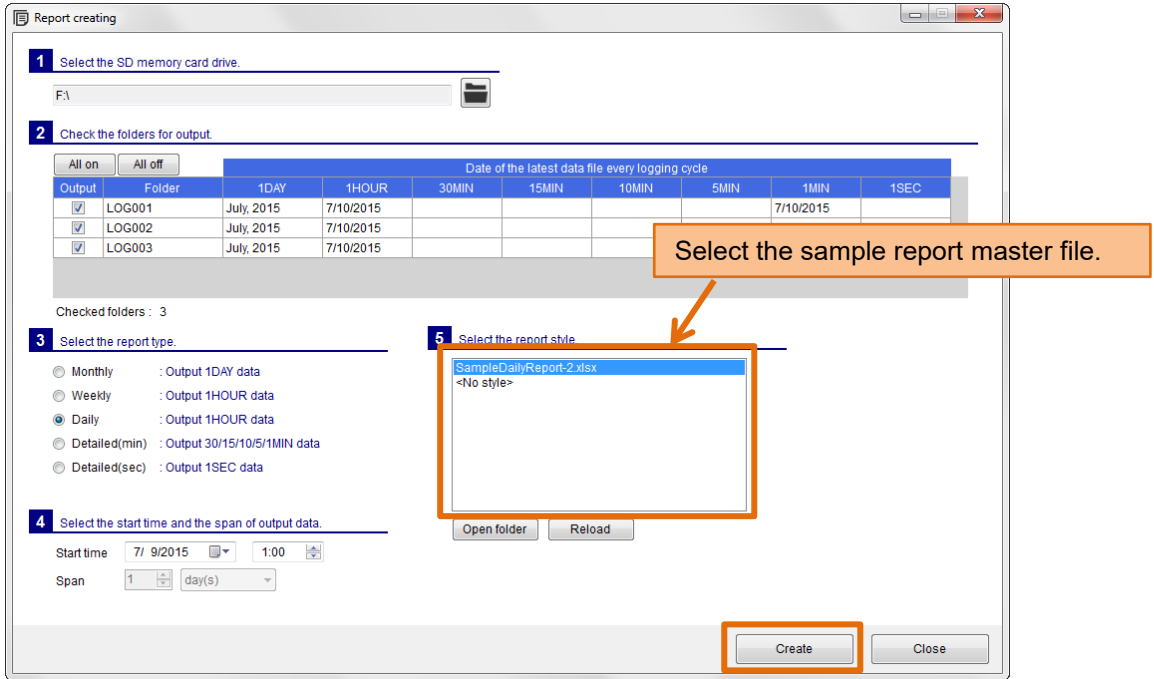 Report creating
1 Select the SD memory card drive.
F:\
2 Check the folders for output.
All on All off Date of the latest data file every logging cycle
Output Folder 1DAY 1HOUR 30MIN 15MIN 10MIN 5MIN 1MIN 1SEC
LOG001 July, 2015 7/10/2015 7/10/2015
LOG002 July, 2015 7/10/2015
LOG003 July, 2015 7/10/2015
Select the sample report master file.
Checked folders : 3
3 Select the report type.
Monthly : Output 1DAY data
Weekly : Output 1HOUR data
Daily : Output 1HOUR data
Detailed(min) : Output 30/15/10/5/1MIN data
Detailed(sec) : Output 1SEC data
5 Select the report style
SampleDailyReport-2.xlsx
<No style>
Open folder Reload
4 Select the start time and the span of output data.
Start time 7/ 9/2015 1:00
Span 1 day(s)
Create Close